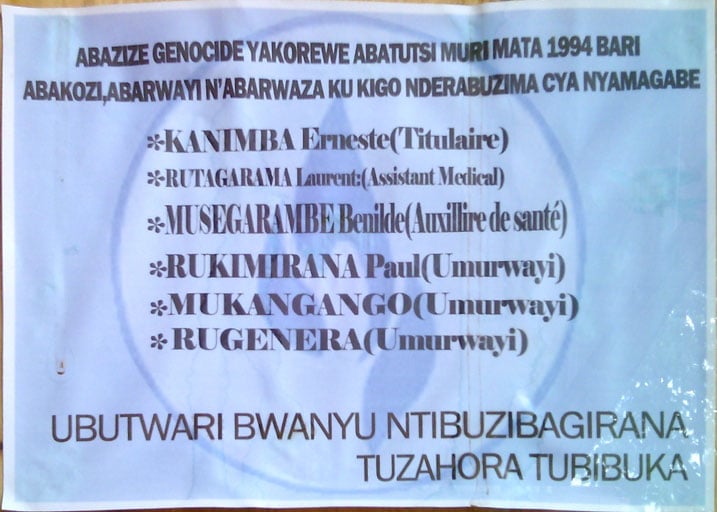 ABAZIZE GENOCIDE YAKOREWE ABATUTSI MURI MATA 1994 BARI
ABAKOZI,ABARWAYI N'ABARWAZA KU KIGO NDERABUZIMA CYA NYAMAGABE
*KANIMBA Erneste(Titulaire)
*RUTAGARAMA Laurent:(Assistant Medical)
*MUSEGARAMBE Benilde(Auxillire de santé)
*RUKIMIRANA Paul(Umurwayi)
*MUKANGANGO(Umurwayi)
*RUGENERA(Umurwayi)
UBUTWARI BWANYU NTIBUZIBAGIRANA
TUZAHORA TUBIBUKA